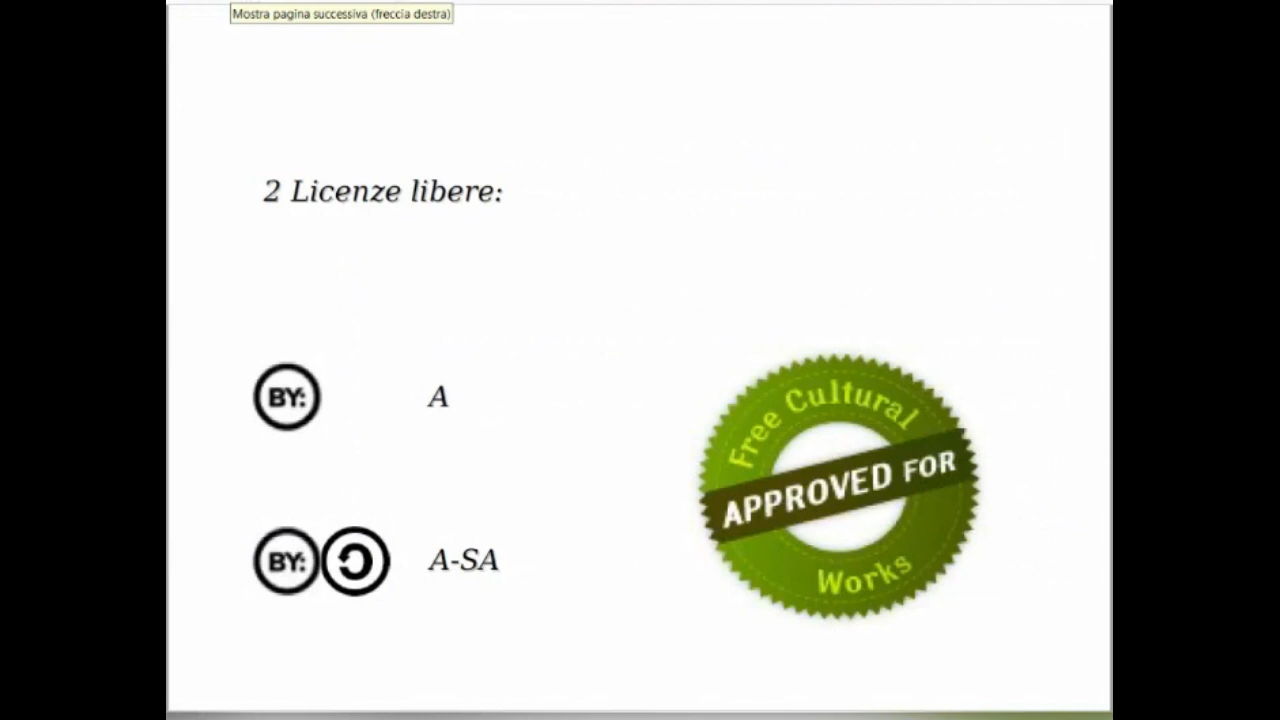 Mostra pagina successiva (freccia destra)
2 Licenze libere:
BY: A
BY: A-SA
Free Cultural
APPROVED FOR
Works